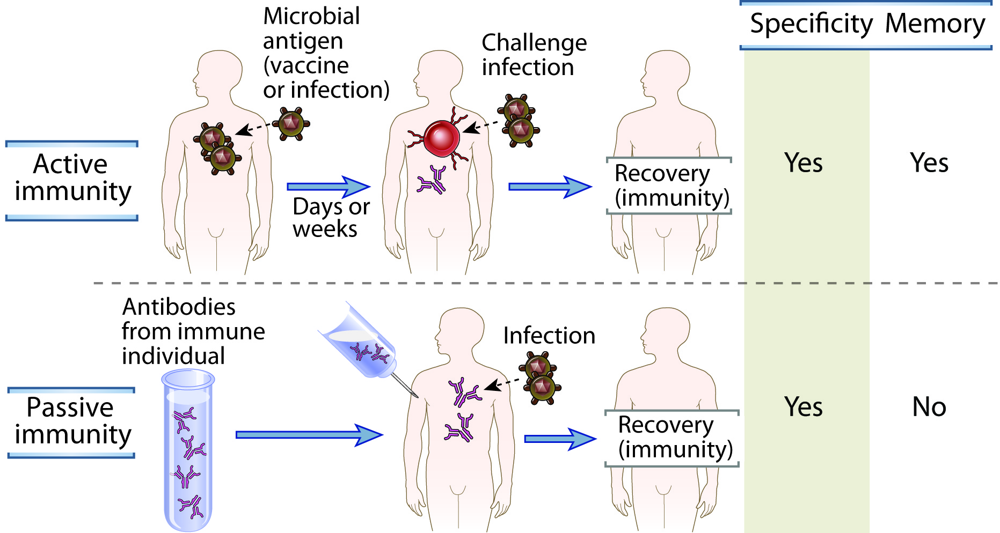 Specificity Memory
Microbial
antigen
(vaccine
or infection)
Challenge
infection
Active
immunity
Days or
weeks
Recovery
(immunity)
Yes
Yes
Antibodies
from immune
individual
Infection
Passive
immunity
Recovery
(immunity)
Yes
No